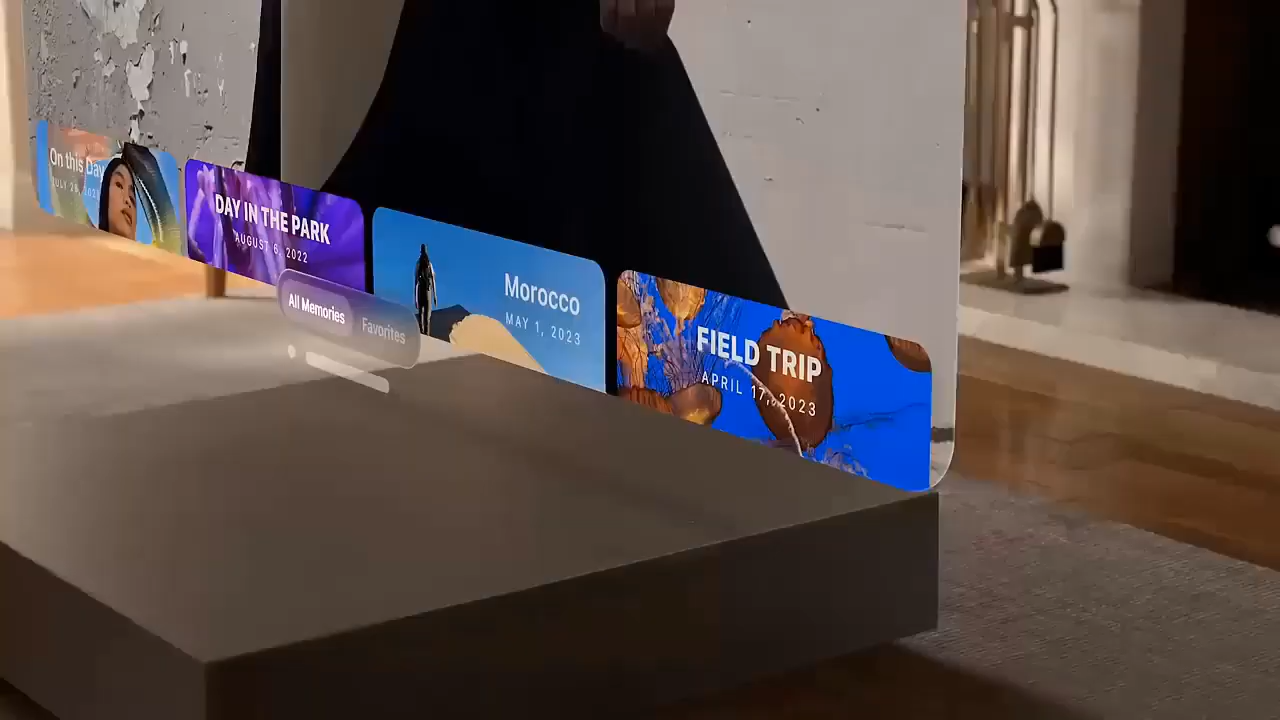 On this Day
DAY IN THE PARK
AUGUST 6, 2022
All Memories
Favorites
Morocco
MAY 1, 2023
FIELD TRIP
APRIL 17, 2023